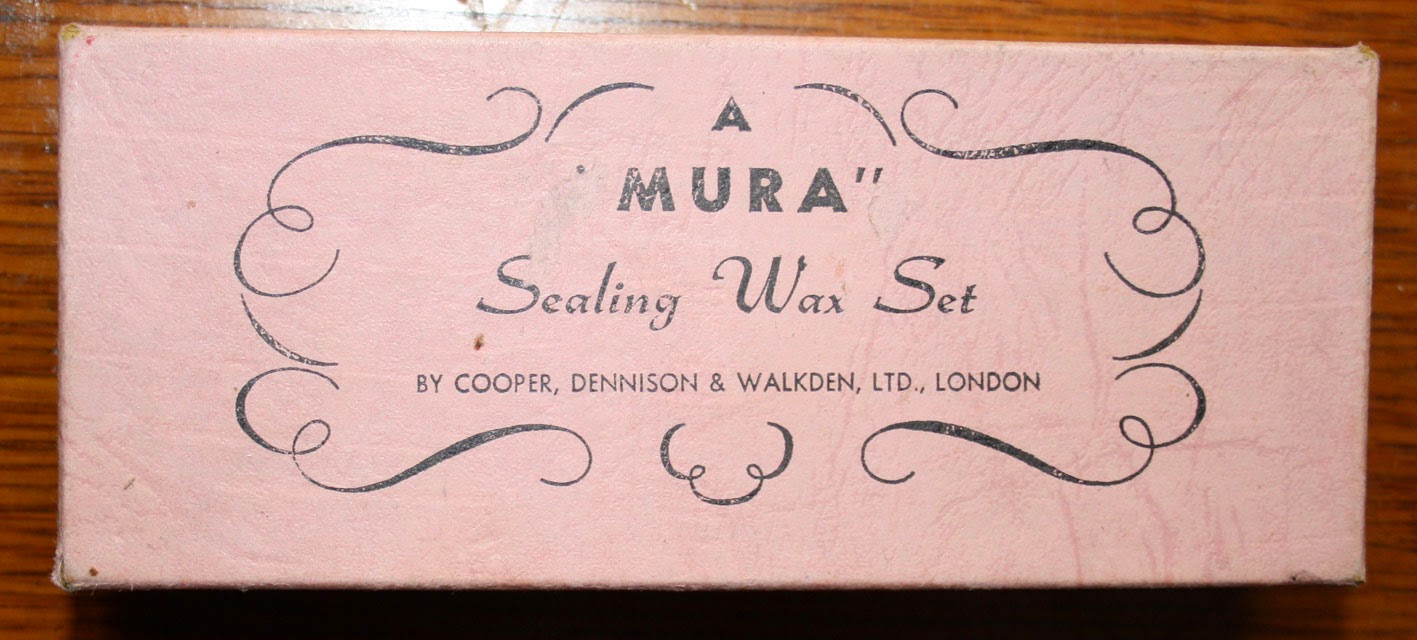 A
"MURA"
Sealing Wax Set
BY COOPER, DENNISON & WALKDEN, LTD., LONDON